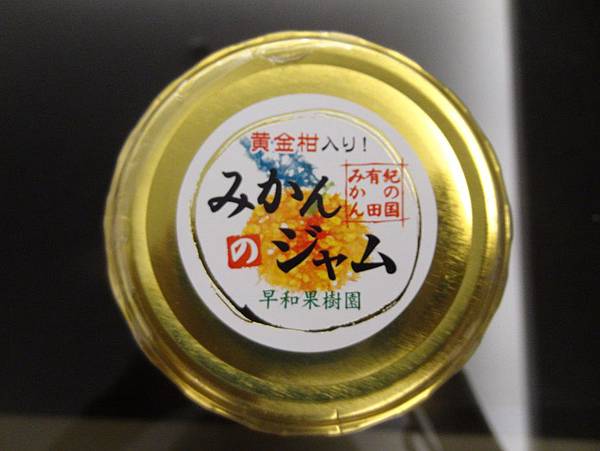 黄金柑入り！
みかん
のジャム
紀の国
有田
みかん
早和果樹園